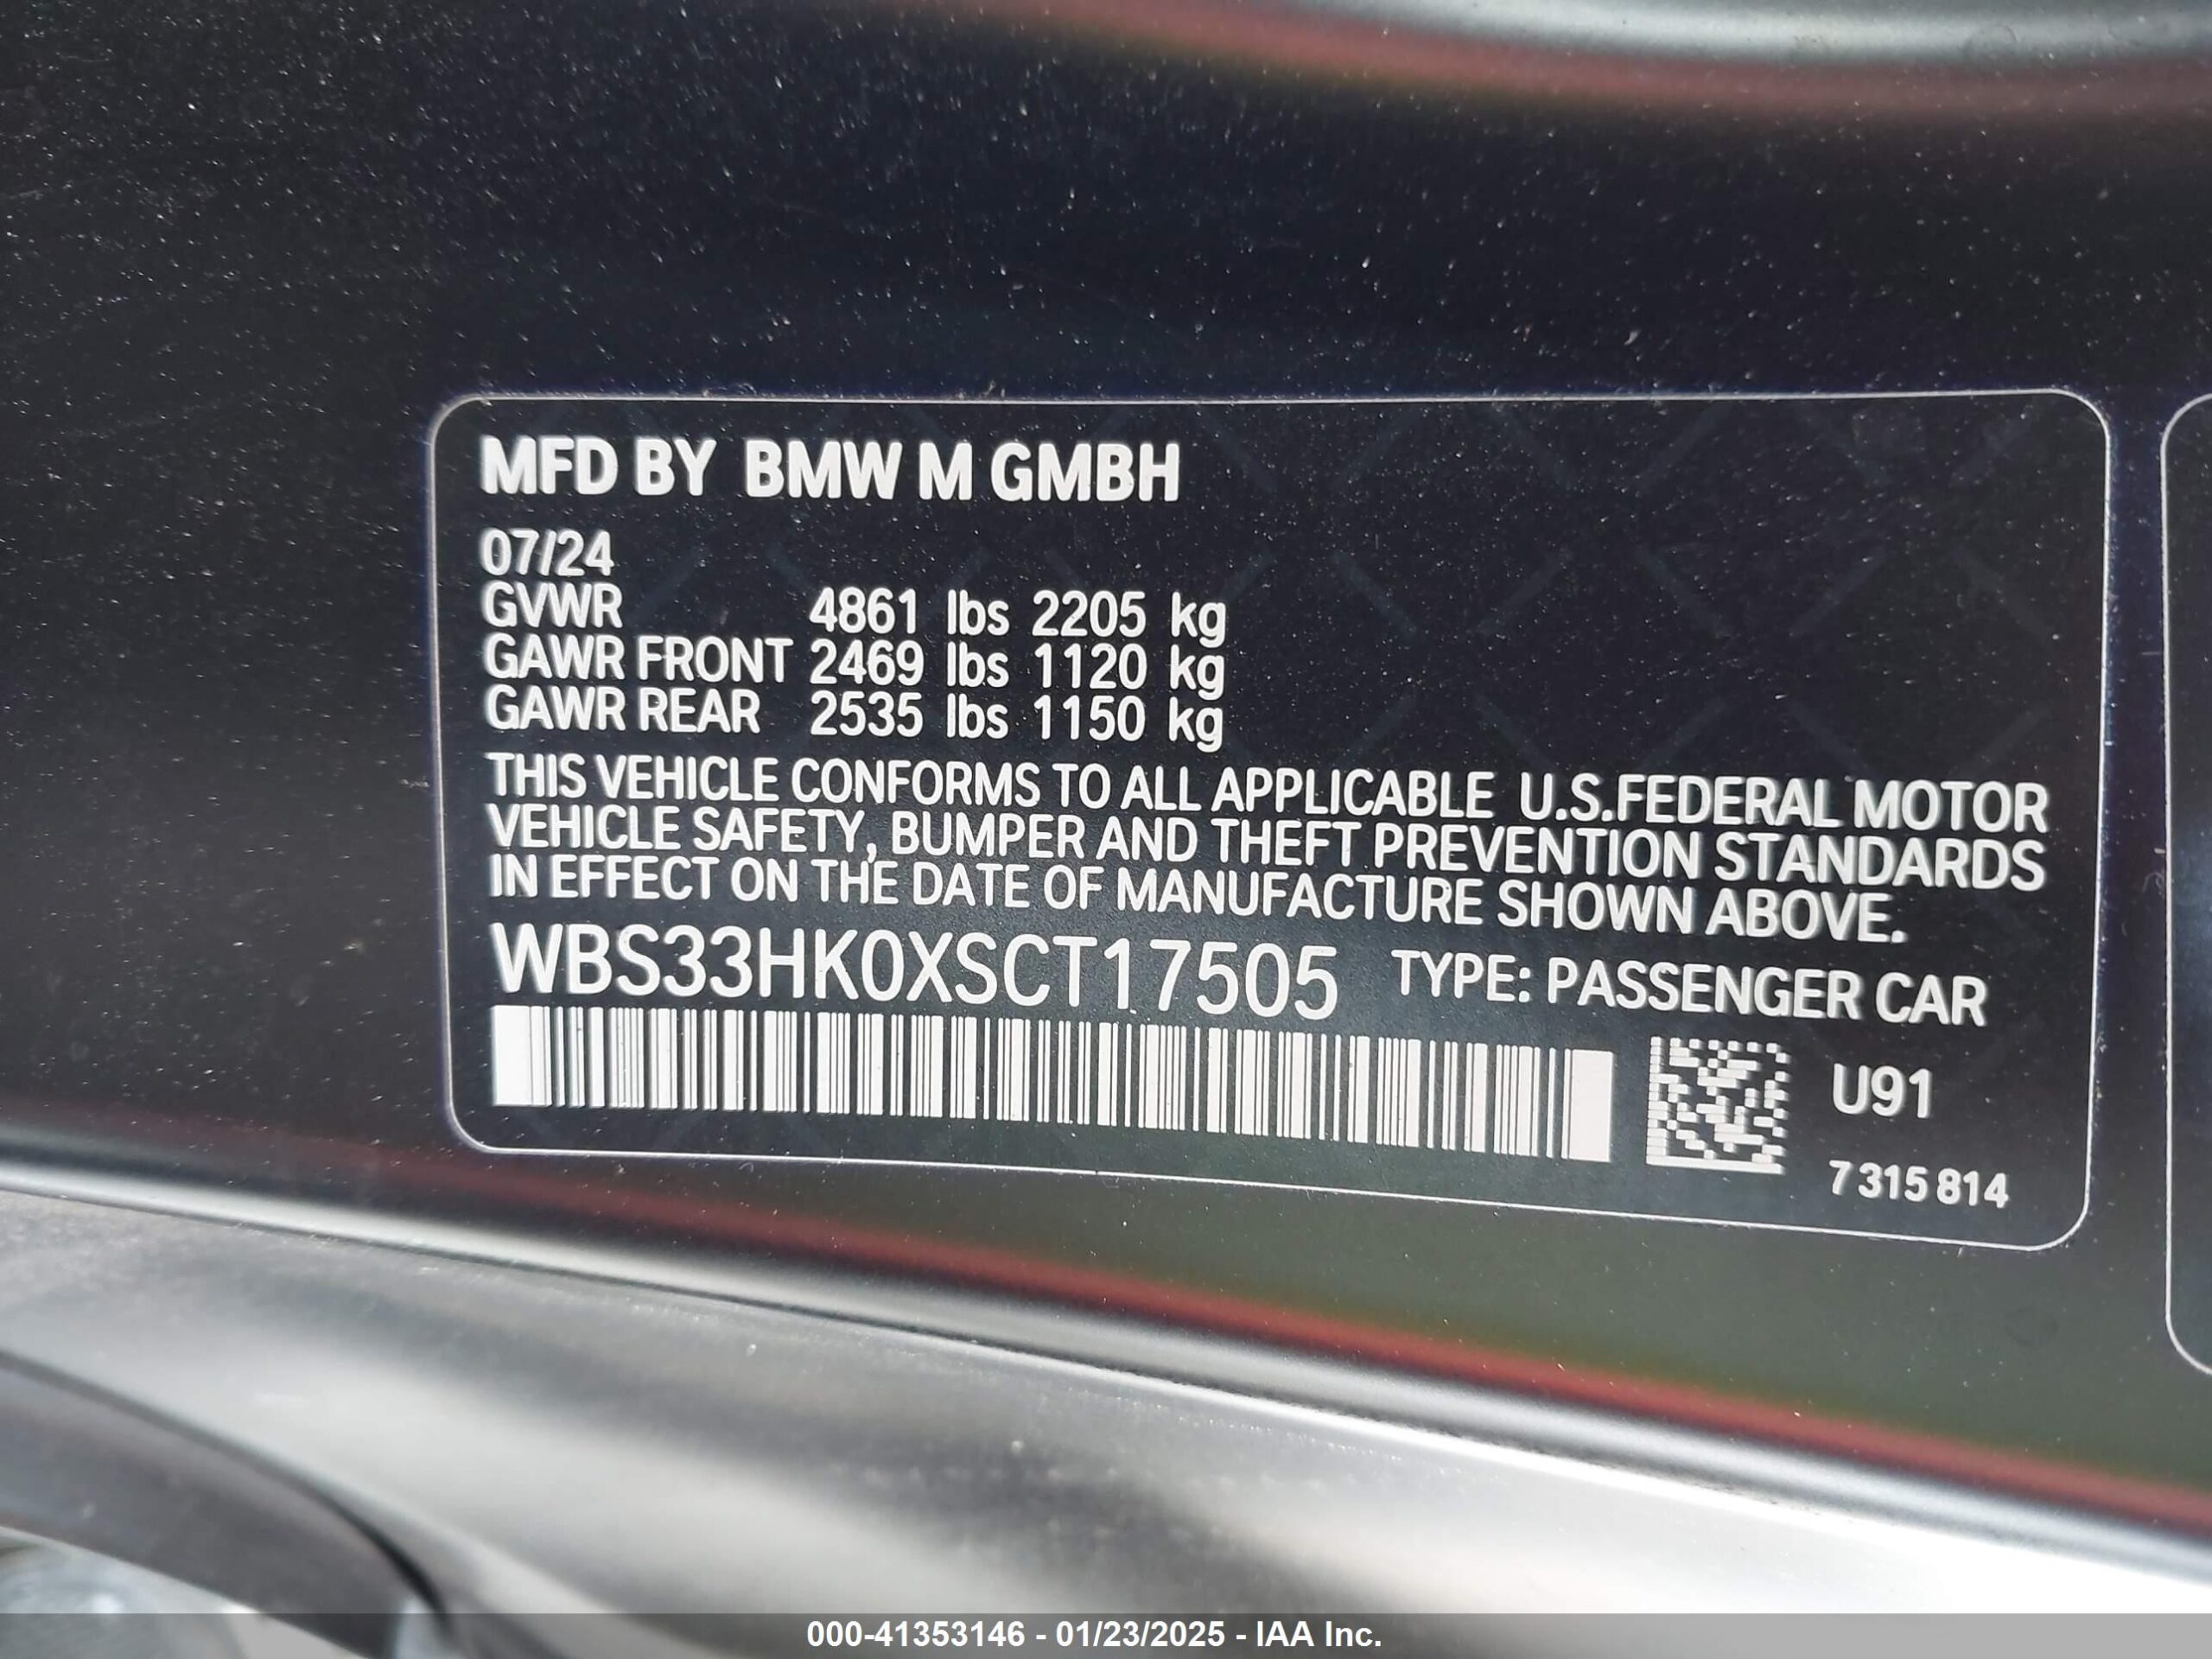 MFD BY BMW M GMBH
07/24
GVWR 4861 lbs 2205 kg
GAWR FRONT 2469 lbs 1120 kg
GAWR REAR 2535 lbs 1150 kg
THIS VEHICLE CONFORMS TO ALL APPLICABLE U.S.FEDERAL MOTOR
VEHICLE SAFETY, BUMPER AND THEFT PREVENTION STANDARDS
IN EFFECT ON THE DATE OF MANUFACTURE SHOWN ABOVE.
WBS33HK0XSCT17505 TYPE: PASSENGER CAR
U91
7 315 814
000-41353146 - 01/23/2025 - IAA Inc.